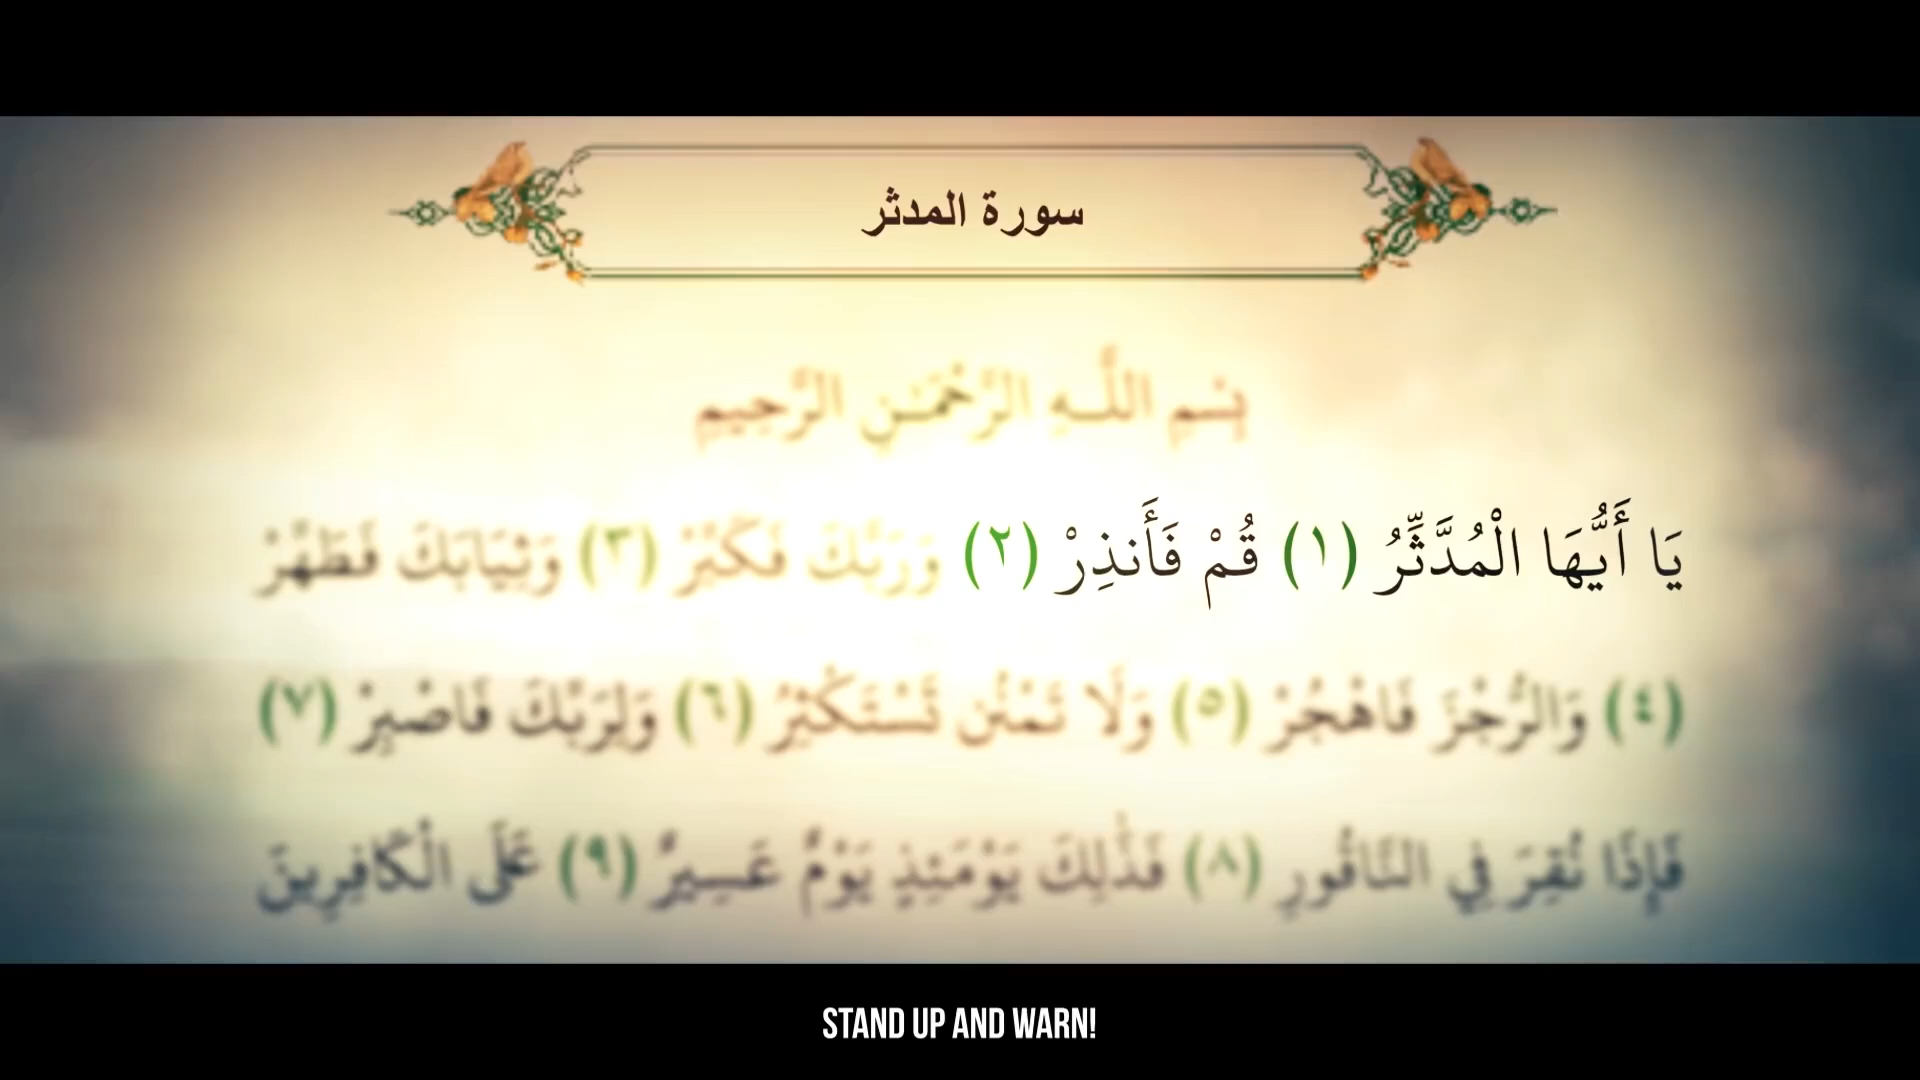 سورة المدثر
بِسْمِ اللَّـهِ الرَّحْمَـٰنِ الرَّحِيمِ
يَا أَيُّهَا الْمُدَّثِّرُ ﴿١﴾ قُمْ فَأَنذِرْ ﴿٢﴾ وَرَبَّكَ فَكَبِّرْ ﴿٣﴾ وَثِيَابَكَ فَطَهِّرْ
﴿٤﴾ وَالرُّجْزَ فَاهْجُرْ ﴿٥﴾ وَلَا تَمْنُن تَسْتَكْثِرُ ﴿٦﴾ وَلِرَبِّكَ فَاصْبِرْ ﴿٧﴾
فَإِذَا نُقِرَ فِي النَّاقُورِ ﴿٨﴾ فَذَٰلِكَ يَوْمَئِذٍ يَوْمٌ عَسِيرٌ ﴿٩﴾ عَلَى الْكَافِرِينَ
STAND UP AND WARN!